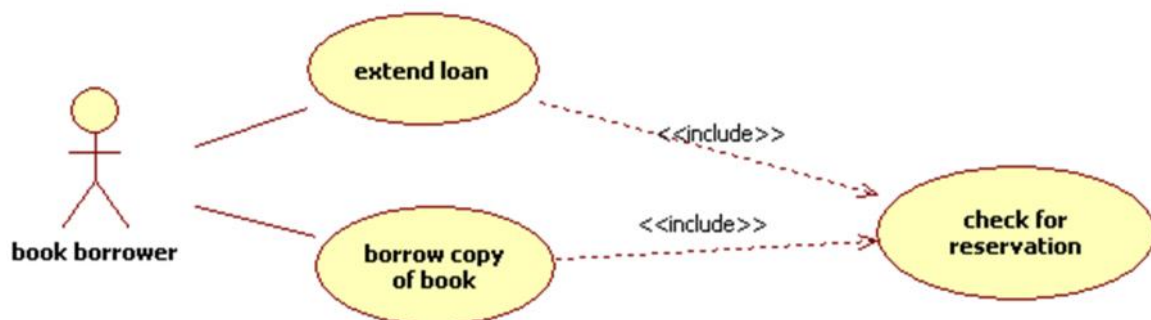 extend loan
<<include>>
book borrower
borrow copy
of book
<<include>>
check for
reservation